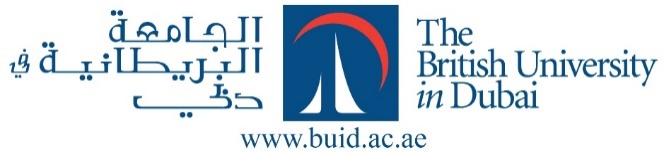 الجامعة
البريطانية في
دبي
The
British University
in Dubai
www.buid.ac.ae